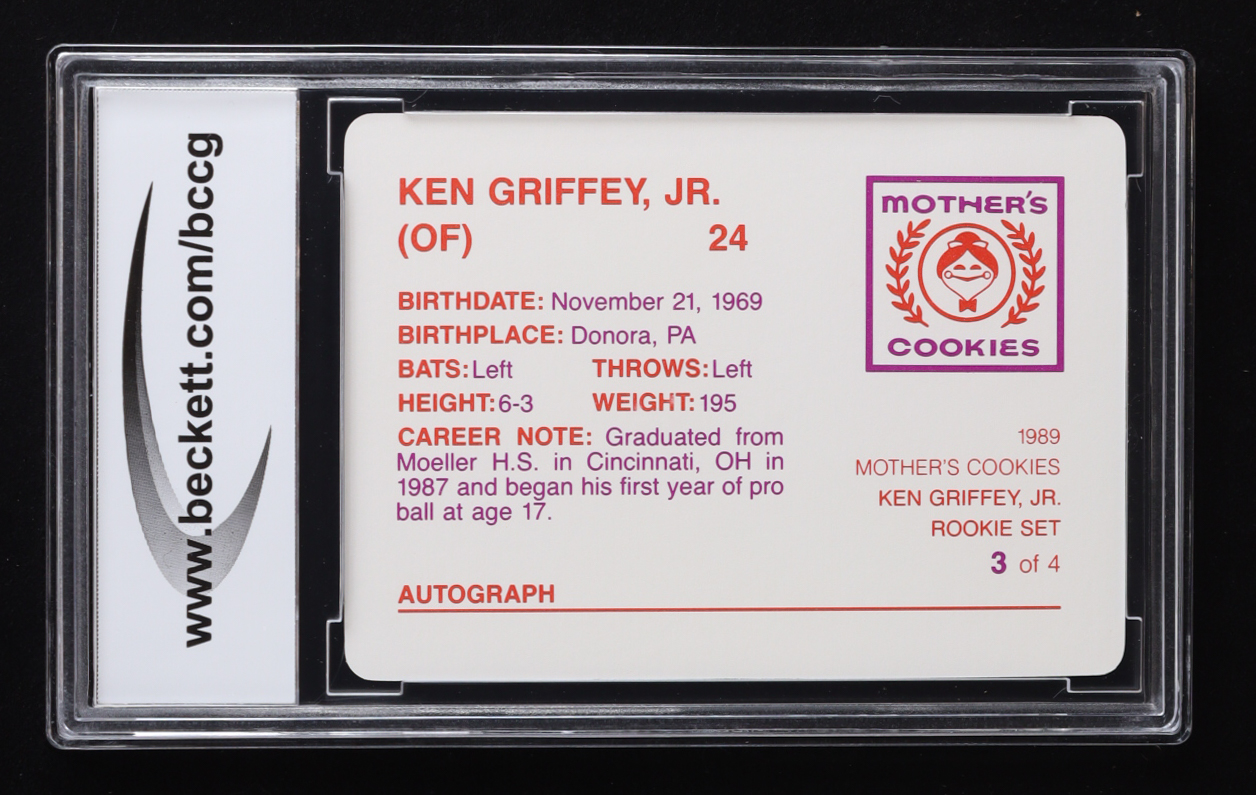 www.beckett.com/bccg
KEN GRIFFEY, JR.
(OF) 24
BIRTHDATE: November 21, 1969
BIRTHPLACE: Donora, PA
BATS: Left THROWS: Left
HEIGHT: 6-3 WEIGHT: 195
CAREER NOTE: Graduated from
Moeller H.S. in Cincinnati, OH in
1987 and began his first year of pro
ball at age 17.
AUTOGRAPH
MOTHER'S
COOKIES
1989
MOTHER'S COOKIES
KEN GRIFFEY, JR.
ROOKIE SET
3 of 4